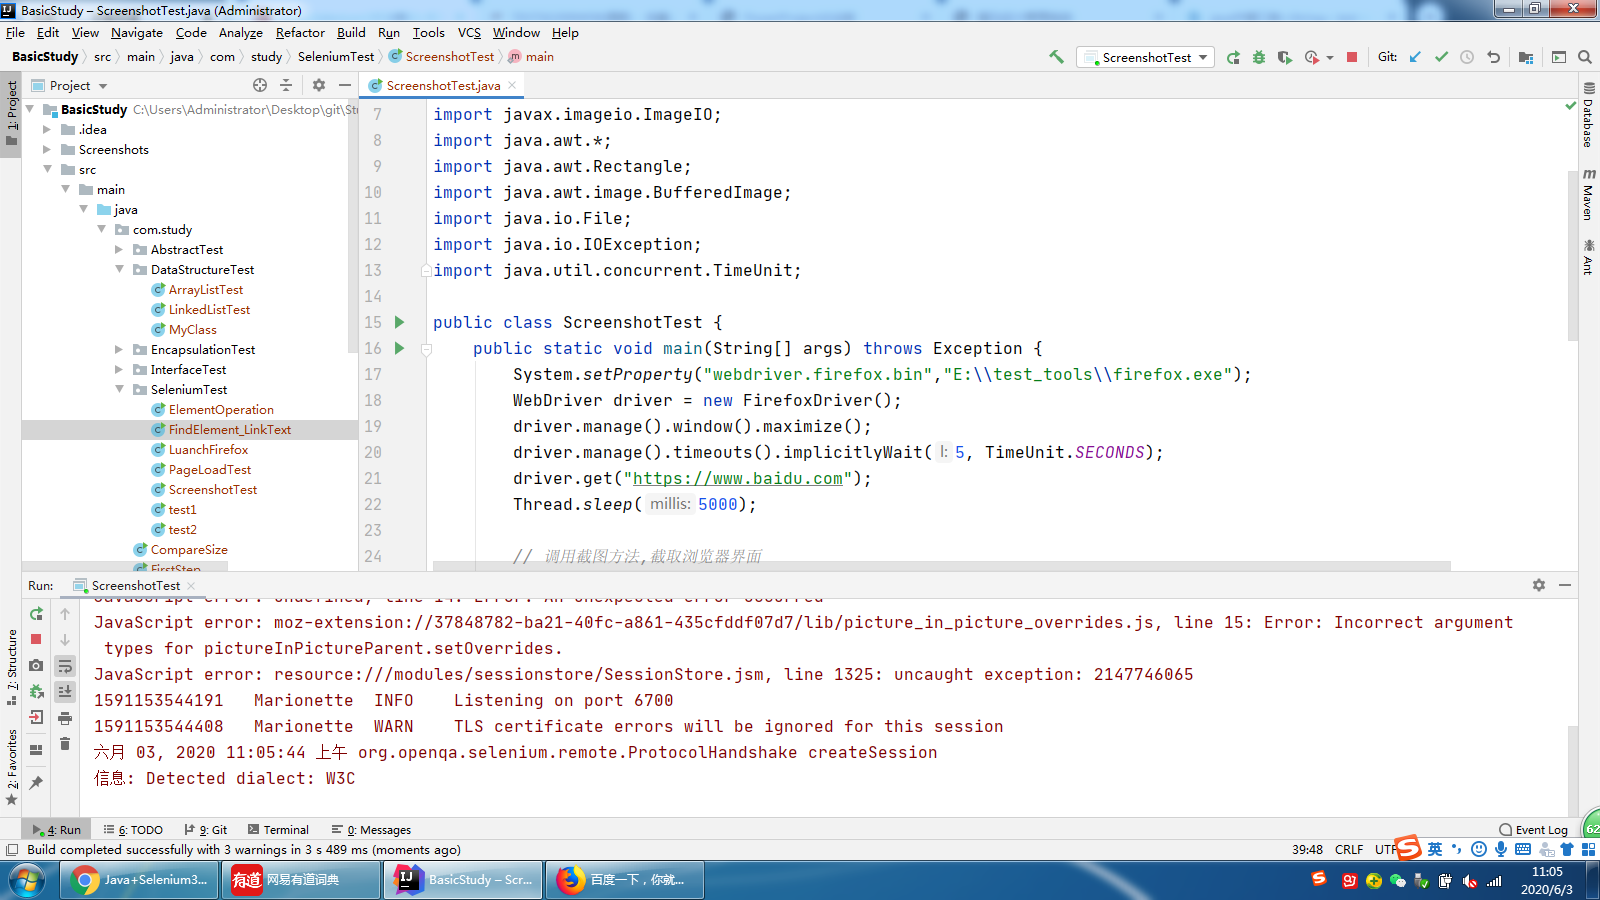 BasicStudy – ScreenshotTest.java (Administrator)
File Edit View Navigate Code Analyze Refactor Build Run Tools VCS Window Help
BasicStudy src main java com study SeleniumTest ScreenshotTest main
ScreenshotTest Git:
1: Project
Project
ScreenshotTest.java
BasicStudy C:\Users\Administrator\Desktop\git\Stu
.idea
Screenshots
src
main
java
com.study
AbstractTest
DataStructureTest
ArrayListTest
LinkedListTest
MyClass
EncapsulationTest
InterfaceTest
SeleniumTest
ElementOperation
FindElement_LinkText
LuanchFirefox
PageLoadTest
ScreenshotTest
test1
test2
CompareSize
FirstStep
7 import javax.imageio.ImageIO;
8 import java.awt.*;
9 import java.awt.Rectangle;
10 import java.awt.image.BufferedImage;
11 import java.io.File;
12 import java.io.IOException;
13 import java.util.concurrent.TimeUnit;
14
15 public class ScreenshotTest {
16 public static void main(String[] args) throws Exception {
17 System.setProperty("webdriver.firefox.bin","E:\\test_tools\\firefox.exe");
18 WebDriver driver = new FirefoxDriver();
19 driver.manage().window().maximize();
20 driver.manage().timeouts().implicitlyWait( l: 5, TimeUnit.SECONDS);
21 driver.get("https://www.baidu.com");
22 Thread.sleep( millis: 5000);
23
24 // 调用截图方法,截取浏览器界面
Database
Maven
Ant
Run: ScreenshotTest
JavaScript error: undefined, line 14: Error: An unexpected error occurred
JavaScript error: moz-extension://37848782-ba21-40fc-a861-435cfddf07d7/lib/picture_in_picture_overrides.js, line 15: Error: Incorrect argument
types for pictureInPictureParent.setOverrides.
JavaScript error: resource:///modules/sessionstore/SessionStore.jsm, line 1325: uncaught exception: 2147746065
1591153544191 Marionette INFO Listening on port 6700
1591153544408 Marionette WARN TLS certificate errors will be ignored for this session
六月 03, 2020 11:05:44 上午 org.openqa.selenium.remote.ProtocolHandshake createSession
信息: Detected dialect: W3C
7: Structure
2: Favorites
4: Run 6: TODO 9: Git Terminal 0: Messages Event Log
62
Build completed successfully with 3 warnings in 3 s 489 ms (moments ago) 39:48 CRLF UTF 英
Java+Selenium3... 有道 网易有道词典 BasicStudy – Scr... 百度一下，你就...
11:05
2020/6/3